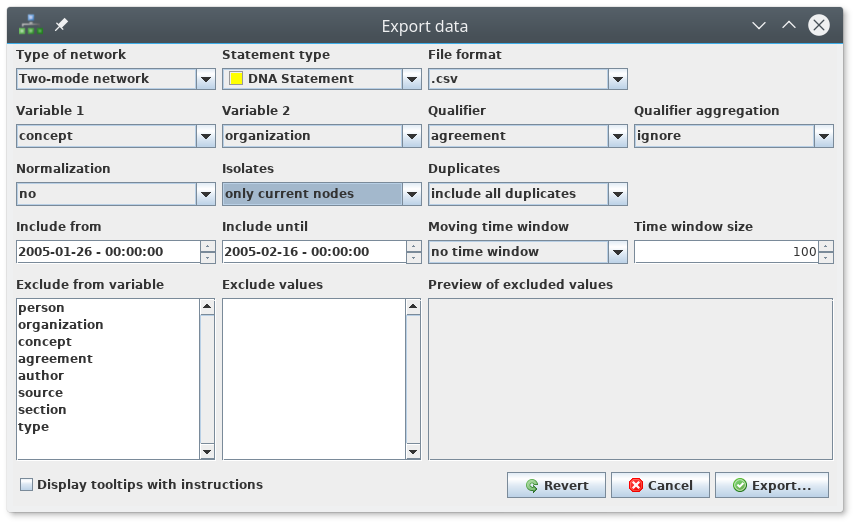 Export data
Type of network Statement type File format
Two-mode network DNA Statement .csv
Variable 1 Variable 2 Qualifier Qualifier aggregation
concept organization agreement ignore
Normalization Isolates Duplicates
no only current nodes include all duplicates
Include from Include until Moving time window Time window size
2005-01-26 - 00:00:00 2005-02-16 - 00:00:00 no time window 100
Exclude from variable Exclude values Preview of excluded values
person
organization
concept
agreement
author
source
section
type
Display tooltips with instructions Revert Cancel Export...